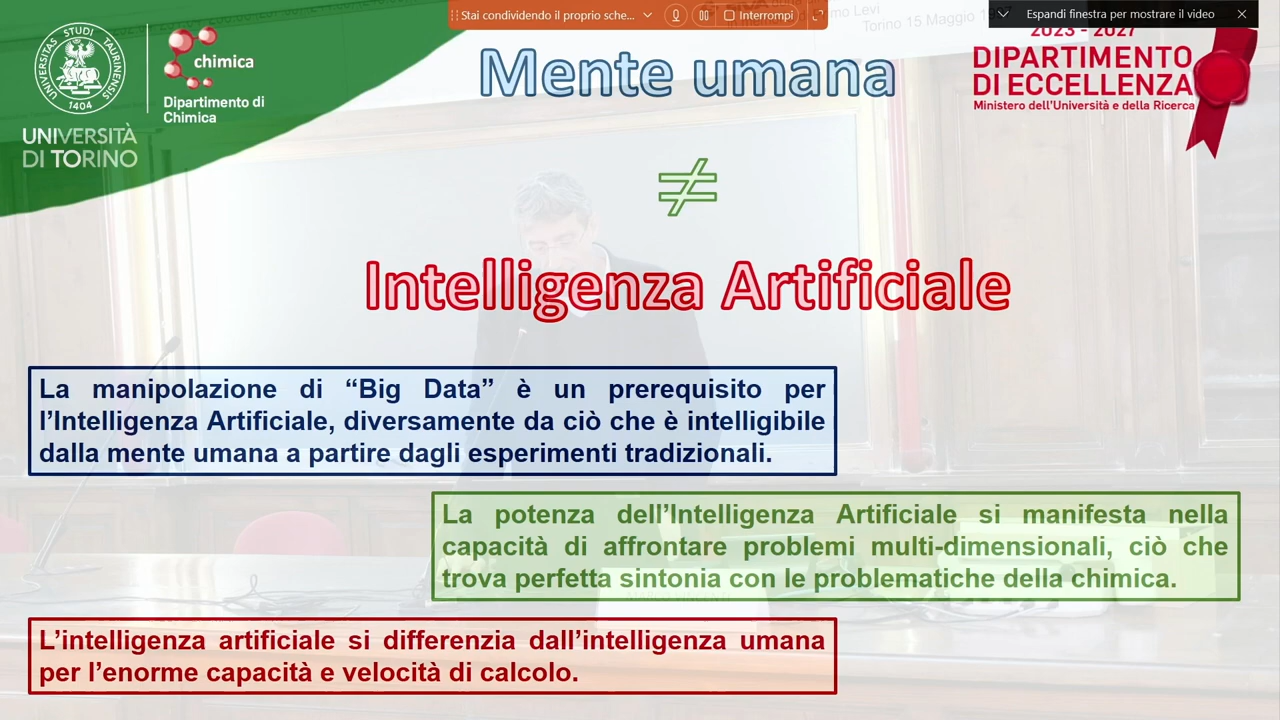 Stai condividendo il proprio sche...
Interrompi
Espandi finestra per mostrare il video
Levi
Torino 15 Maggio
UNIVERSITAS STUDII TAURINENSIS
1404
UNIVERSITÀ
DI TORINO
chimica
Dipartimento di
Chimica
2023 - 2027
DIPARTIMENTO
DI ECCELLENZA
Ministero dell'Università e della Ricerca
Mente umana
≠
Intelligenza Artificiale
La manipolazione di “Big Data” è un prerequisito per
l’Intelligenza Artificiale, diversamente da ciò che è intelligibile
dalla mente umana a partire dagli esperimenti tradizionali.
La potenza dell’Intelligenza Artificiale si manifesta nella
capacità di affrontare problemi multi-dimensionali, ciò che
trova perfetta sintonia con le problematiche della chimica.
L’intelligenza artificiale si differenzia dall’intelligenza umana
per l’enorme capacità e velocità di calcolo.